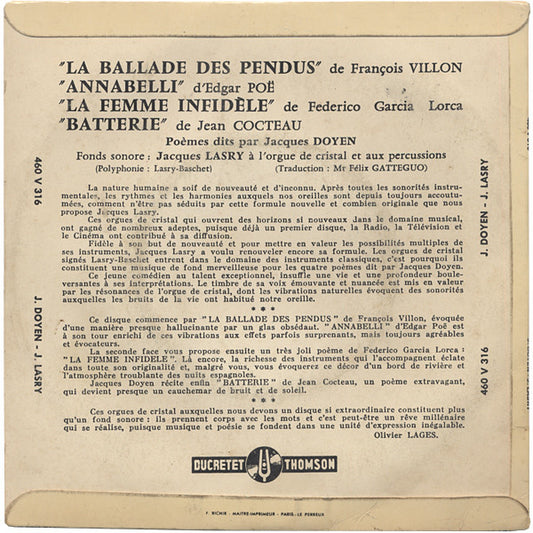 "LA BALLADE DES PENDUS" de François VILLON
"ANNABELLI" d'Edgar POË
"LA FEMME INFIDÈLE" de Federico Garcia Lorca
"BATTERIE" de Jean COCTEAU
Poèmes dits par Jacques DOYEN
Fonds sonore : Jacques LASRY à l'orgue de cristal et aux percussions
(Polyphonie : Lasry-Baschet) (Traduction : Mr Félix GATTEGUO)
460 V 316
J. DOYEN - J. LASRY
La nature humaine a soif de nouveauté et d'inconnu. Après toutes les sonorités instru-
mentales, les rythmes et les harmonies auxquels nos oreilles sont depuis toujours accoutu-
mées, comment n'être pas séduits par cette formule nouvelle et combien originale que nous
propose Jacques Lasry.
Ces orgues de cristal qui ouvrent des horizons si nouveaux dans le domaine musical,
ont gagné de nombreux adeptes, puisque déjà un premier disque, la Radio, la Télévision et
le Cinéma ont contribué à sa diffusion.
Fidèle à son but de nouveauté et pour mettre en valeur les possibilités multiples de
ses instruments, Jacques Lasry a voulu renouveler encore sa formule. Les orgues de cristal
signés Lasry-Baschet entrent dans le domaine des instruments classiques, c'est pourquoi ils
constituent une musique de fond merveilleuse pour les quatre poèmes dits par Jacques Doyen.
Ce jeune comédien au talent exceptionnel, insuffle une vie et une profondeur boule-
versantes à ses interprétations. Le timbre de sa voix émouvante et nuancée est mis en valeur
par les résonances de l'orgue de cristal, dont les vibrations naturelles évoquent des sonorités
auxquelles les bruits de la vie ont habitué notre oreille.
* * *
Ce disque commence par "LA BALLADE DES PENDUS" de François Villon, évoquée
d'une manière presque hallucinante par un glas obsédant. "ANNABELLI" d'Edgar Poë est
à son tour enrichi de ces vibrations aux effets parfois surprenants, mais toujours agréables
et évocateurs.
La seconde face vous propose ensuite un très joli poème de Federico Garcia Lorca :
"LA FEMME INFIDELE". Là encore, la richesse des instruments qui l'accompagnent éclate
dans toute son originalité et, malgré vous, vous évoquerez ce décor d'un bord de rivière et
l'atmosphère troublante des nuits espagnoles.
Jacques Doyen récite enfin "BATTERIE" de Jean Cocteau, un poème extravagant,
qui devient presque un cauchemar de bruit et de soleil.
* * *
Ces orgues de cristal auxquelles nous devons un disque si extraordinaire constituent plus
qu'un fond sonore : ils prennent corps avec les mots et c'est peut-être un rêve millénaire
qui se réalise, puisque musique et poésie se fondent dans une unité d'expression inégalable.
Olivier LAGES.
J. DOYEN - J. LASRY
460 V 316
DUCRETET THOMSON
F. RICHIR - MAITRE-IMPRIMEUR - PARIS-LE PERREUX